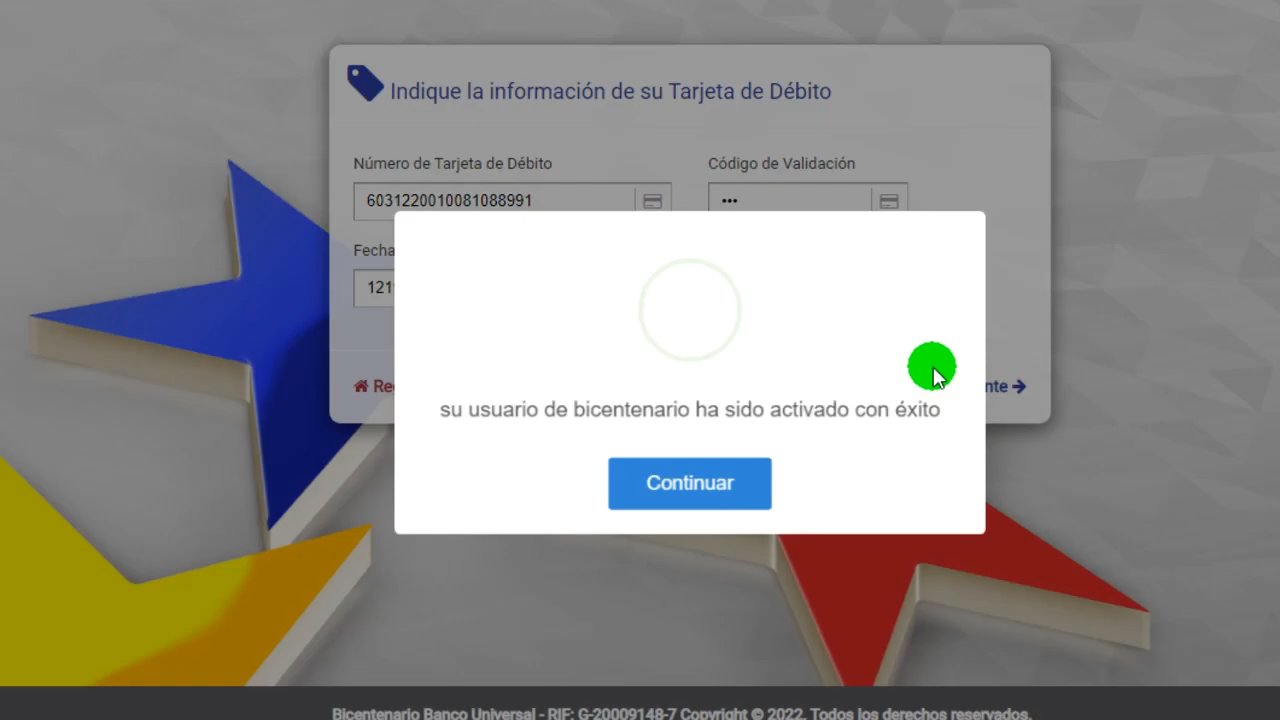 Indique la información de su Tarjeta de Débito
Número de Tarjeta de Débito
Código de Validación
6031220010081088991
•••
Fecha
121
su usuario de bicentenario ha sido activado con éxito
Continuar
Bicentenario Banco Universal - RIF: G-20009148-7 Copyright © 2022. Todos los derechos reservados.